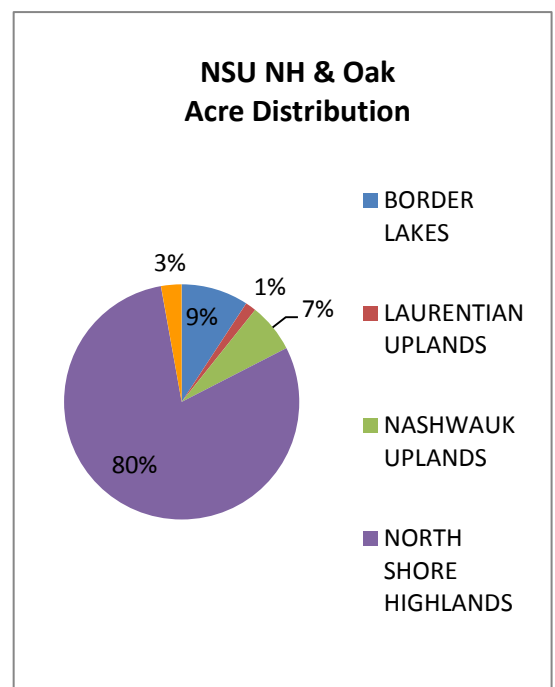 NSU NH & Oak
Acre Distribution
3%
9%
1%
7%
80%
BORDER
LAKES
LAURENTIAN
UPLANDS
NASHWAUK
UPLANDS
NORTH
SHORE
HIGHLANDS